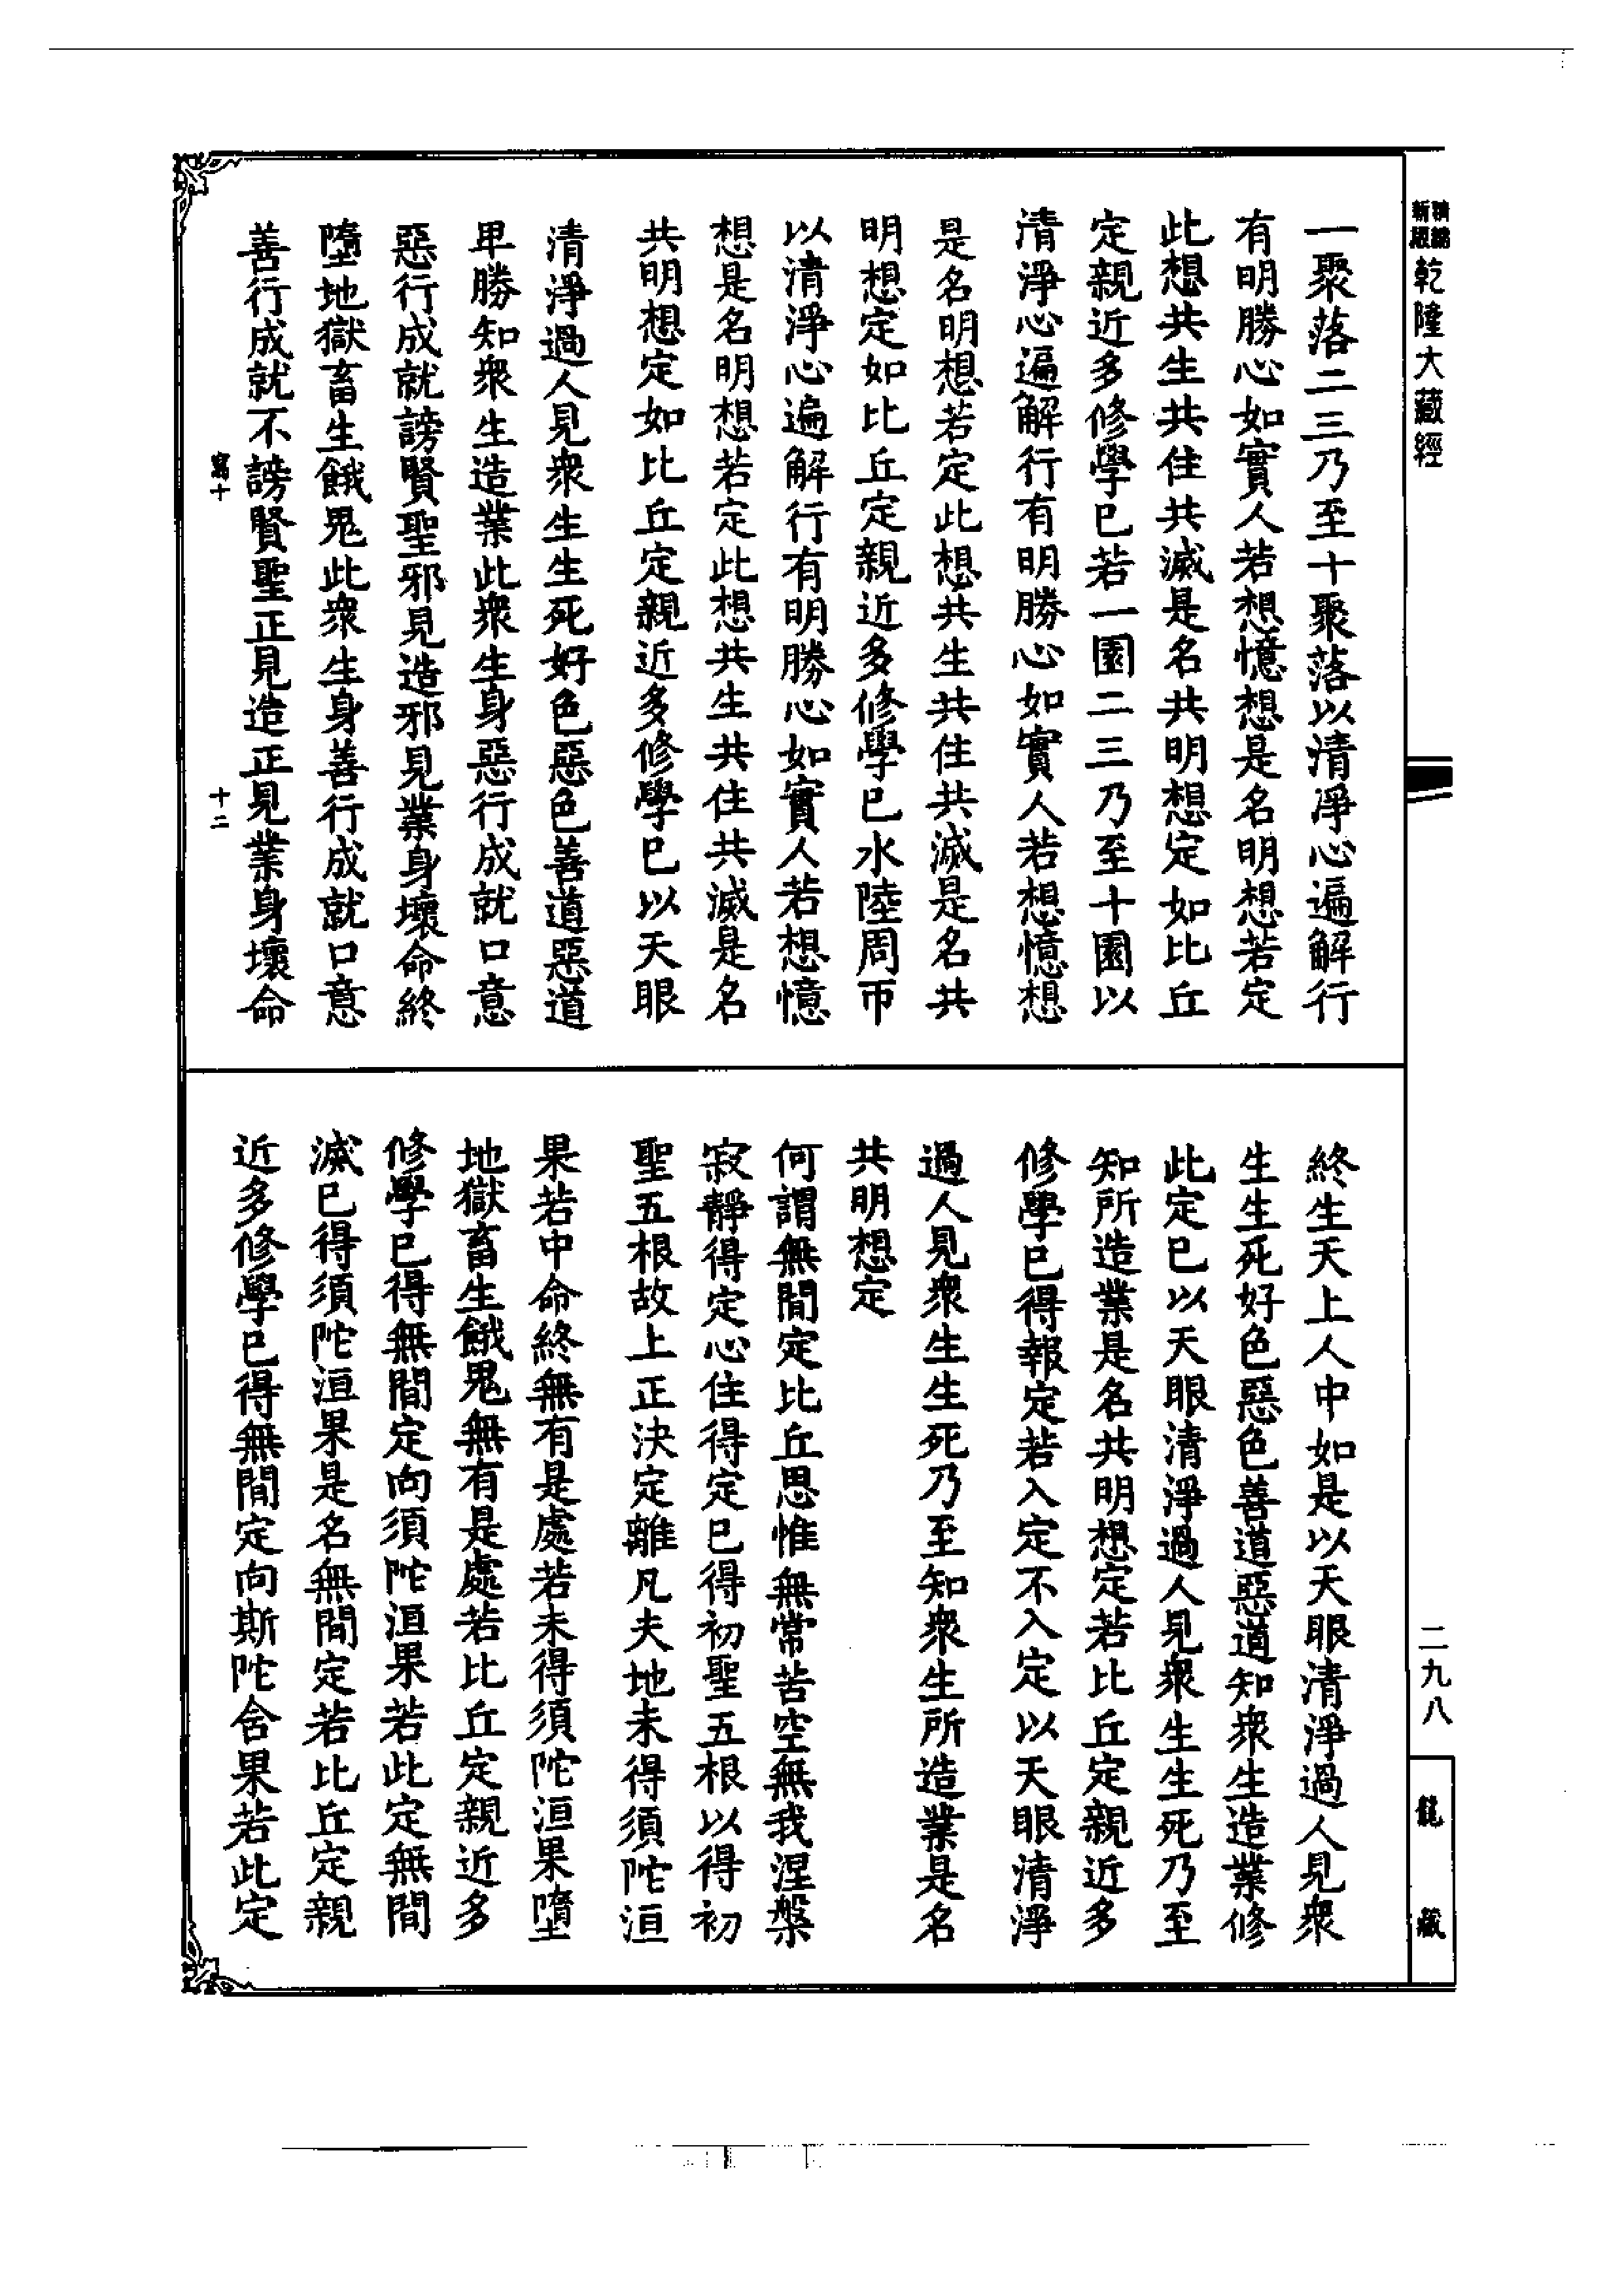 新版 精縮 乾隆大藏經
一聚落二三乃至十聚落以清淨心遍解行
有明勝心如實人若想憶想是名明想若定
此想共生共住共滅是名共明想定如比丘
定親近多修學已若一園二三乃至十園以
清淨心遍解行有明勝心如實人若想憶想
是名明想若定此想共生共住共滅是名共
明想定如比丘定親近多修學已水陸周帀
以清淨心遍解行有明勝心如實人若想憶
想是名明想若定此想共生共住共滅是名
共明想定如比丘定親近多修學已以天眼
清淨過人見衆生生死好色惡色善道惡道
卑勝知衆生造業此衆生身惡行成就口意
惡行成就謗賢聖邪見造邪見業身壞命終
墮地獄畜生餓鬼此衆生身善行成就口意
善行成就不謗賢聖正見造正見業身壞命
寫十 十二
終生天上人中如是以天眼清淨過人見衆
生生死好色惡色善道惡道知衆生造業修
此定已以天眼清淨過人見衆生生死乃至
知所造業是名共明想定若比丘定親近多
修學已得報定若入定不入定以天眼清淨
過人見衆生生死乃至知衆生所造業是名
共明想定
何謂無間定比丘思惟無常苦空無我涅槃
寂靜得定心住得定已得初聖五根以得初
聖五根故上正決定離凡夫地未得須陀洹
果若中命終無有是處若未得須陀洹果墮
地獄畜生餓鬼無有是處若比丘定親近多
修學已得無間定向須陀洹果若此定無間
滅已得須陀洹果是名無間定若比丘定親
近多修學已得無間定向斯陀含果若此定
二九八
龍藏